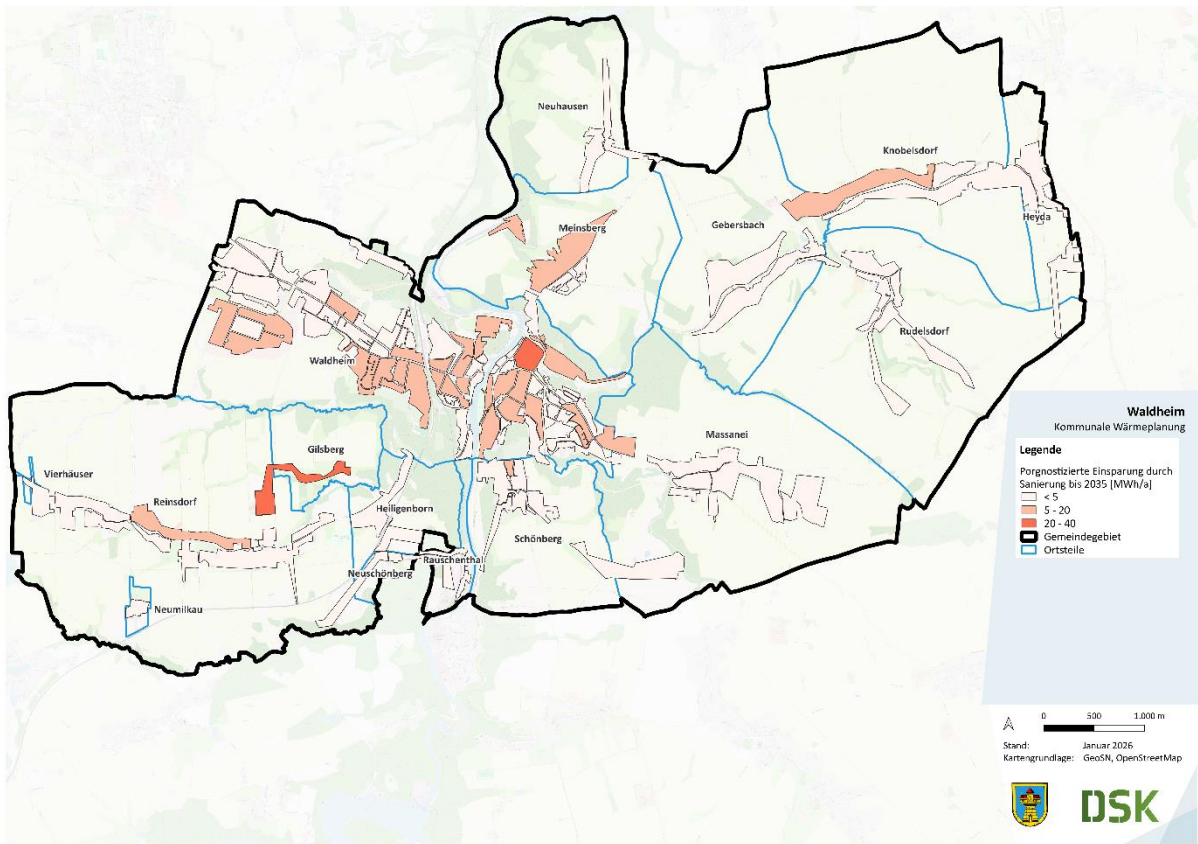 Neuhausen
Knobelsdorf
Heyda
Meinsberg
Gebersbach
Rudelsdorf
Waldheim
Massanei
Gilsberg
Vierhäuser
Reinsdorf
Heiligenborn
Schönberg
Rauschenthal
Neuschönberg
Neumilkau
Waldheim
Kommunale Wärmeplanung
Legende
Porgnostizierte Einsparung durch
Sanierung bis 2035 [MWh/a]
< 5
5 - 20
20 - 40
Gemeindegebiet
Ortsteile
0 500 1.000 m
Stand: Januar 2026
Kartengrundlage: GeoSN, OpenStreetMap
DSK